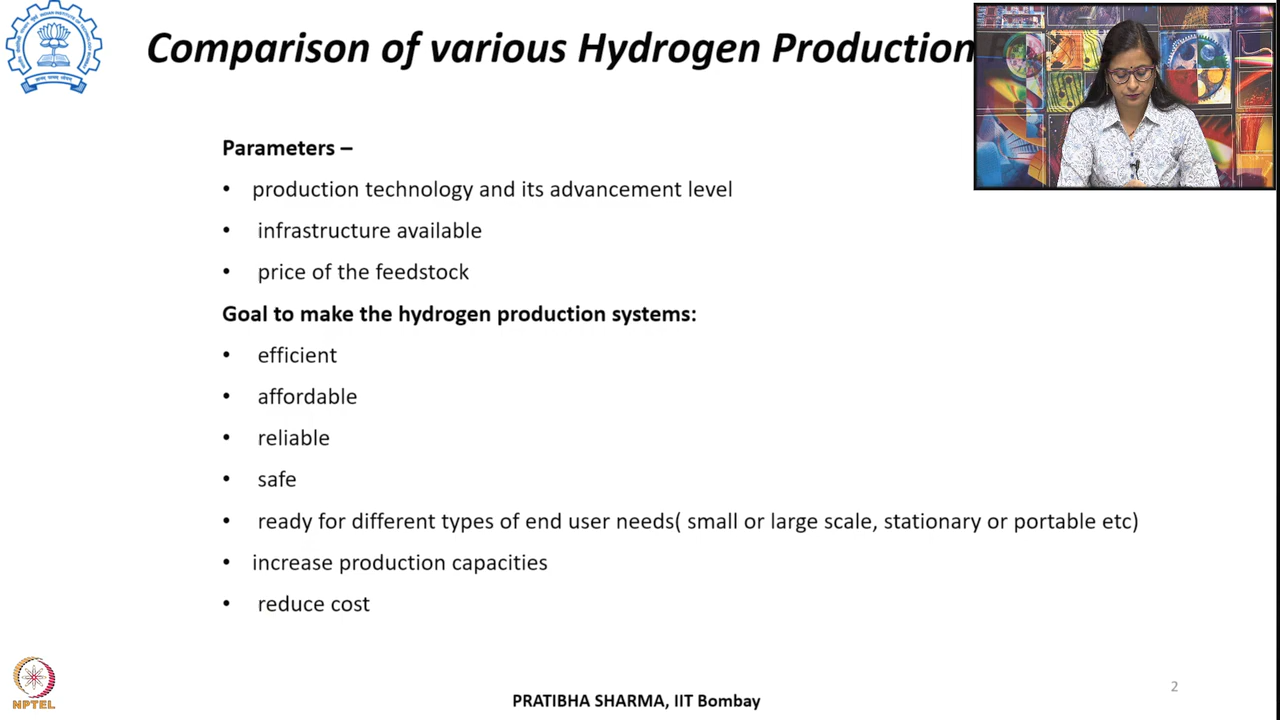 Comparison of various Hydrogen Production
Parameters –
• production technology and its advancement level
• infrastructure available
• price of the feedstock
Goal to make the hydrogen production systems:
• efficient
• affordable
• reliable
• safe
• ready for different types of end user needs( small or large scale, stationary or portable etc)
• increase production capacities
• reduce cost
NPTEL
PRATIBHA SHARMA, IIT Bombay
2